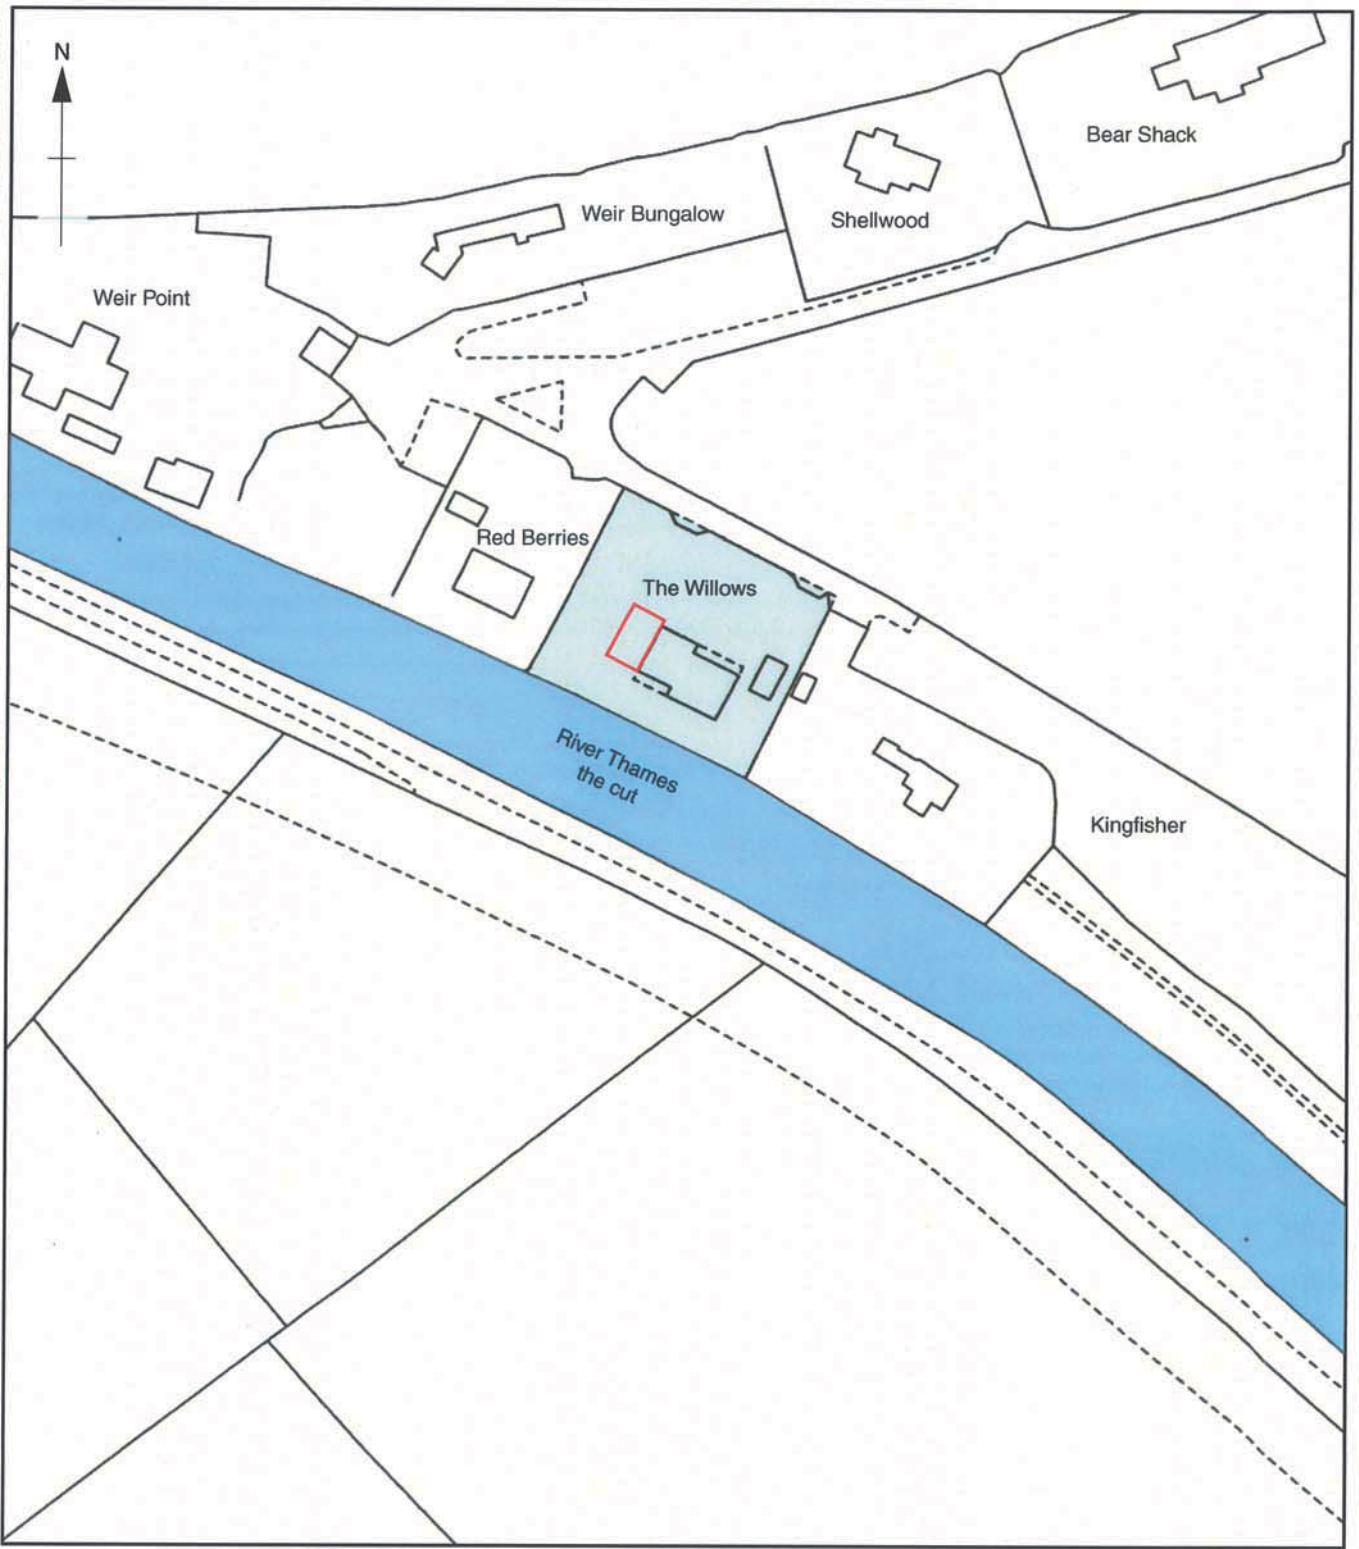 N
Bear Shack
Weir Bungalow
Shellwood
Weir Point
Red Berries
The Willows
River Thames
the cut
Kingfisher